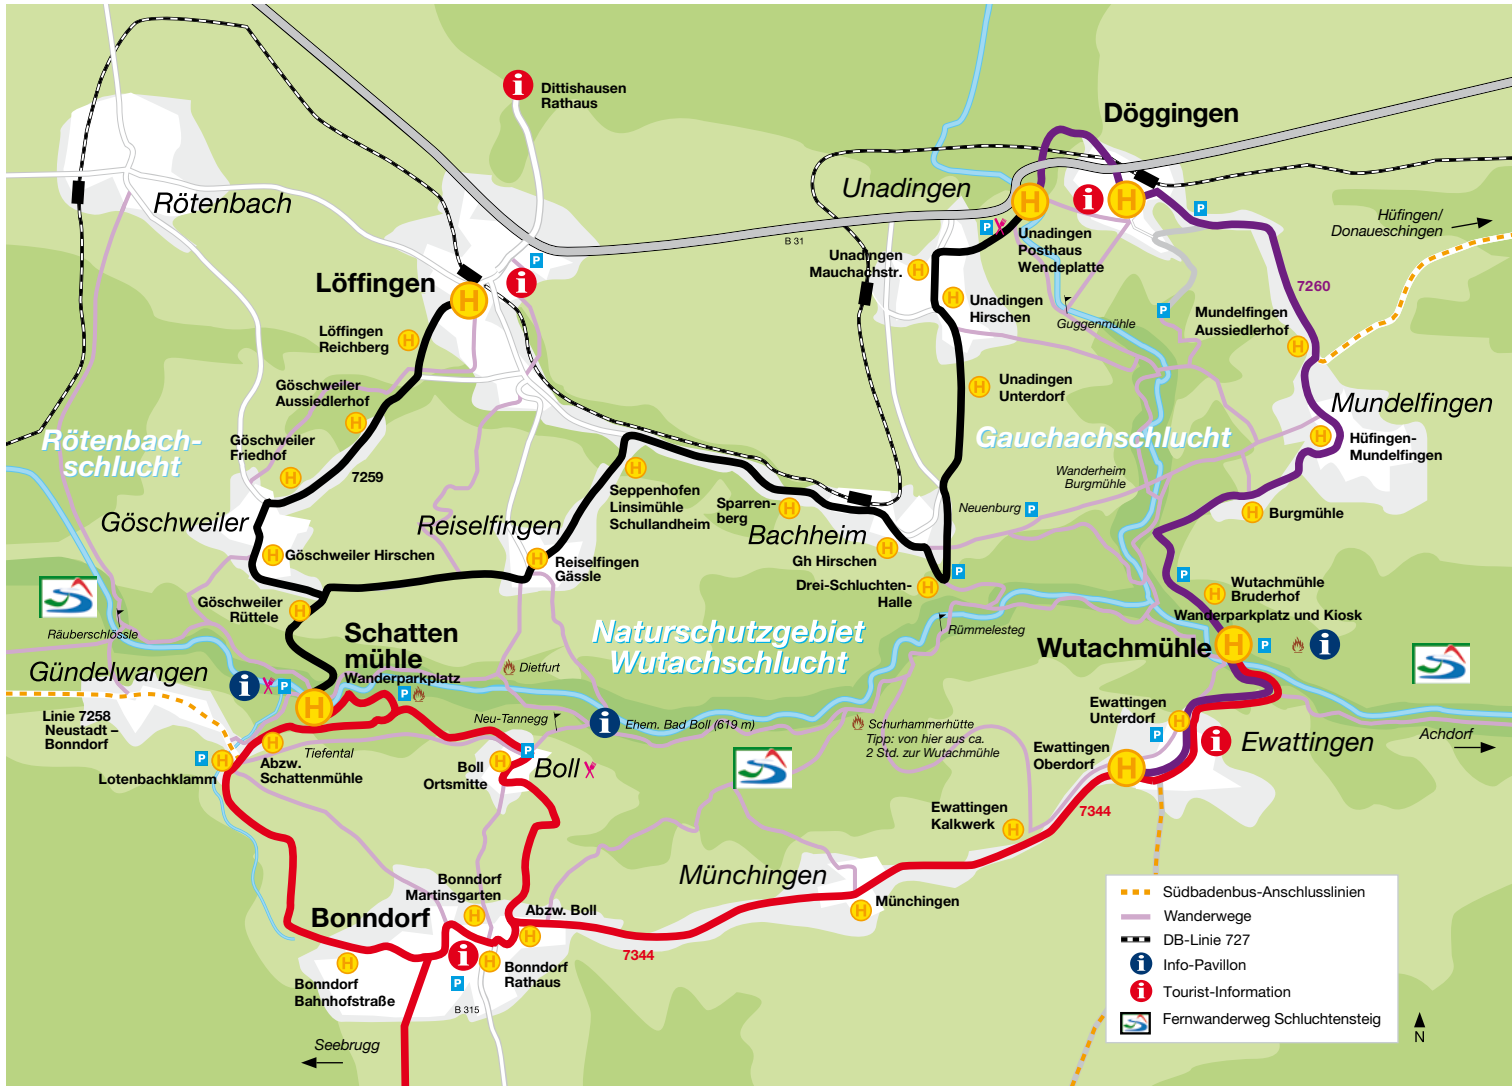 Dittishausen
Rathaus
Döggingen
Rötenbach
Unadingen
Hüfingen/
Donaueschingen
B 31
Unadingen
Posthaus
Wendeplatte
Unadingen
Mauchachstr.
Löffingen
7260
Unadingen
Hirschen
Guggenmühle
Mundelfingen
Aussiedlerhof
Löffingen
Reichberg
Göschweiler
Aussiedlerhof
Unadingen
Unterdorf
Mundelfingen
Rötenbach-
schlucht
Göschweiler
Friedhof
Gauchachschlucht
Hüfingen-
Mundelfingen
7259
Wanderheim
Burgmühle
Seppenhofen
Linsimühle
Schullandheim
Sparren-
berg
Neuenburg
Burgmühle
Göschweiler
Reiselfingen
Bachheim
Göschweiler Hirschen
Reiselfingen
Gässle
Gh Hirschen
Drei-Schluchten-
Halle
Wutachmühle
Bruderhof
Wanderparkplatz und Kiosk
Göschweiler
Rüttele
Räuberschlössle
Schatten
mühle
Wanderparkplatz
Naturschutzgebiet
Wutachschlucht
Rümmelesteg
Wutachmühle
Gündelwangen
Dietfurt
Linie 7258
Neustadt –
Bonndorf
Neu-Tannegg
Ehem. Bad Boll (619 m)
Schurhammerhütte
Tipp: von hier aus ca.
2 Std. zur Wutachmühle
Ewattingen
Unterdorf
Ewattingen
Achdorf
Tiefental
Lotenbachklamm
Abzw.
Schattenmühle
Boll
Ortsmitte
Boll
Ewattingen
Oberdorf
Ewattingen
Kalkwerk
7344
Münchingen
Bonndorf
Martinsgarten
Bonndorf
Abzw. Boll
Münchingen
7344
Bonndorf
Rathaus
Bonndorf
Bahnhofstraße
B 315
Seebrugg
Südbadenbus-Anschlusslinien
Wanderwege
DB-Linie 727
Info-Pavillon
Tourist-Information
Fernwanderweg Schluchtensteig
N